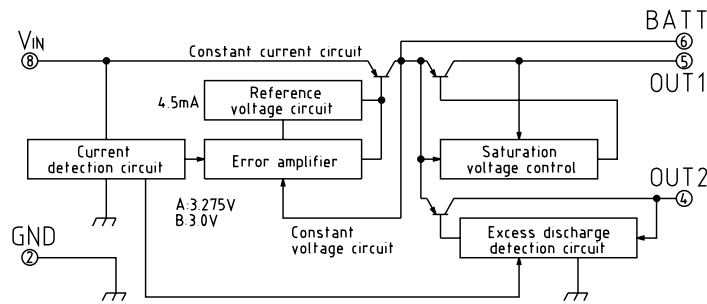 BATT
6
VIN
8
Constant current circuit
5
OUT1
4.5mA
Reference
voltage circuit
Current
detection circuit
Error amplifier
Saturation
voltage control
OUT2
4
A:3.275V
B:3.0V
GND
2
Constant
voltage circuit
Excess discharge
detection circuit